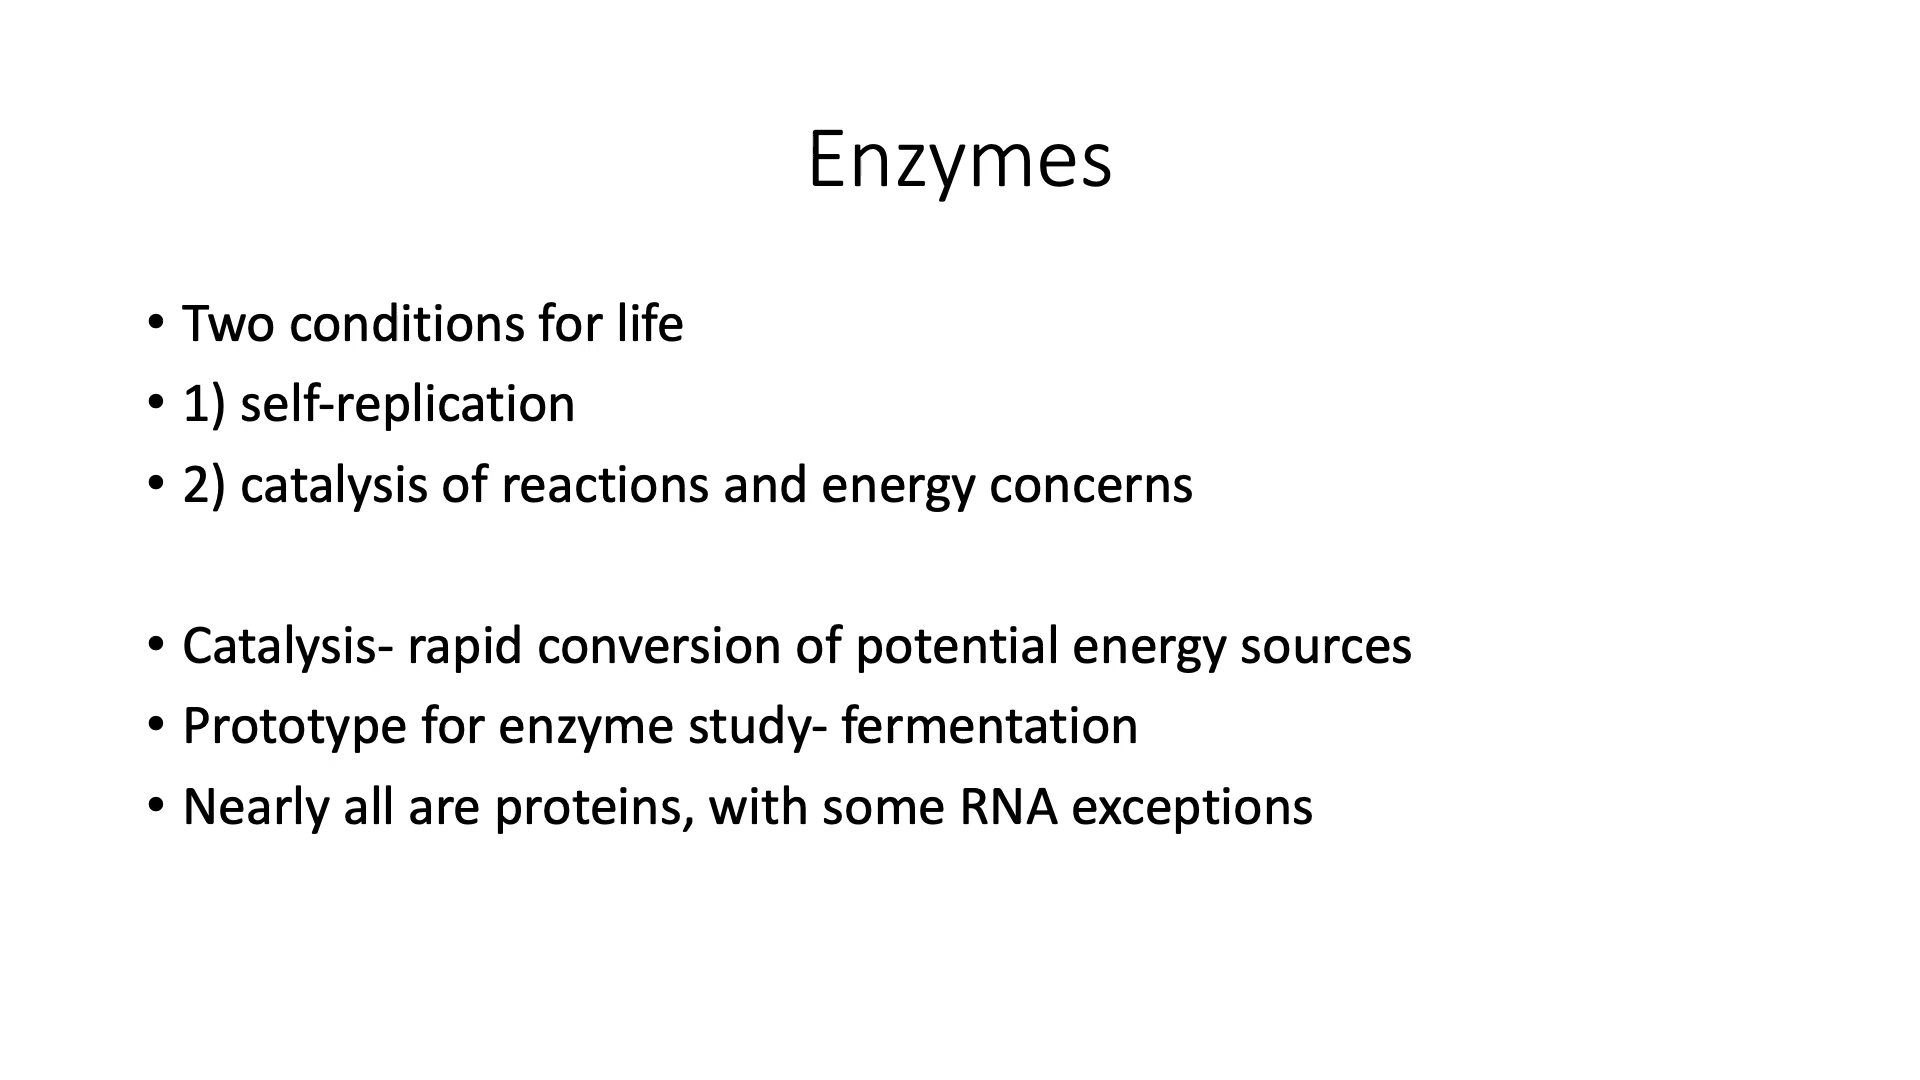 Enzymes
• Two conditions for life
• 1) self-replication
• 2) catalysis of reactions and energy concerns
• Catalysis- rapid conversion of potential energy sources
• Prototype for enzyme study- fermentation
• Nearly all are proteins, with some RNA exceptions